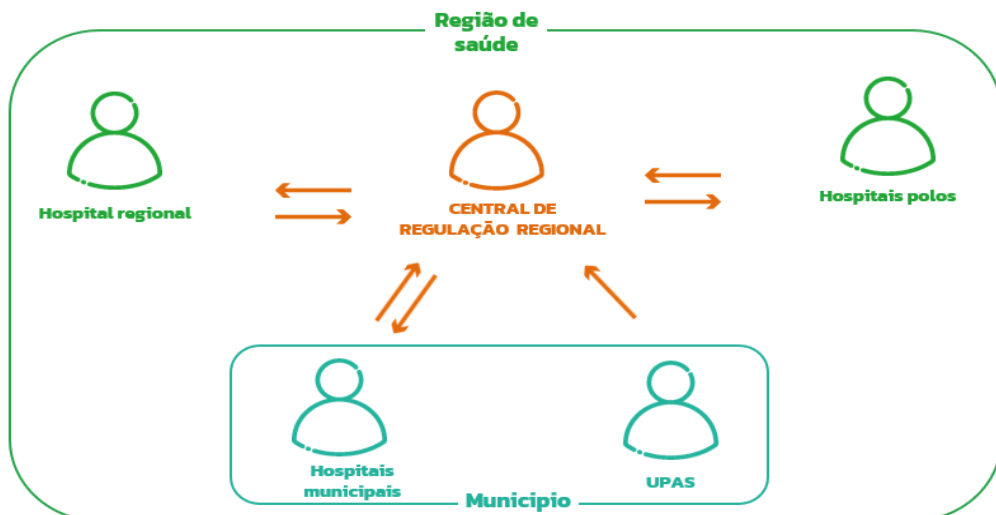 Região de
saúde
Hospital regional
CENTRAL DE
REGULAÇÃO REGIONAL
Hospitais polos
Hospitais
municipais
UPAS
Municipio